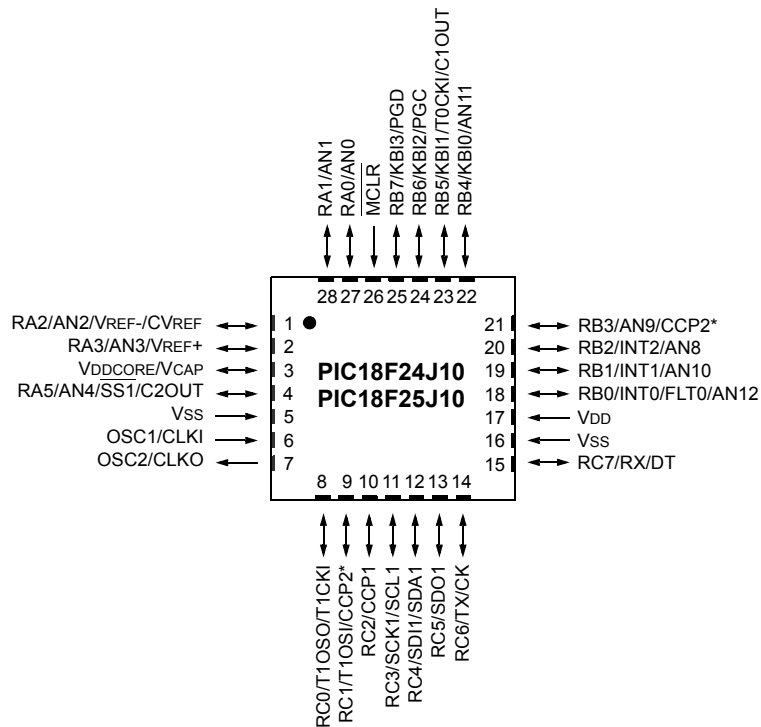 RA1/AN1
RA0/AN0
MCLR
RB7/KBI3/PGD
RB6/KBI2/PGC
RB5/KBI1/T0CKI/C1OUT
RB4/KBI0/AN11
28 27 26 25 24 23 22
RA2/AN2/VREF-/CVREF
RA3/AN3/VREF+
VDDCORE/VCAP
RA5/AN4/SS1/C2OUT
VSS
OSC1/CLKI
OSC2/CLKO
1
2
3
4
5
6
7
PIC18F24J10
PIC18F25J10
21
20
19
18
17
16
15
RB3/AN9/CCP2*
RB2/INT2/AN8
RB1/INT1/AN10
RB0/INT0/FLT0/AN12
VDD
VSS
RC7/RX/DT
8 9 10 11 12 13 14
RC0/T1OSO/T1CKI
RC1/T1OSI/CCP2*
RC2/CCP1
RC3/SCK1/SCL1
RC4/SDI1/SDA1
RC5/SDO1
RC6/TX/CK